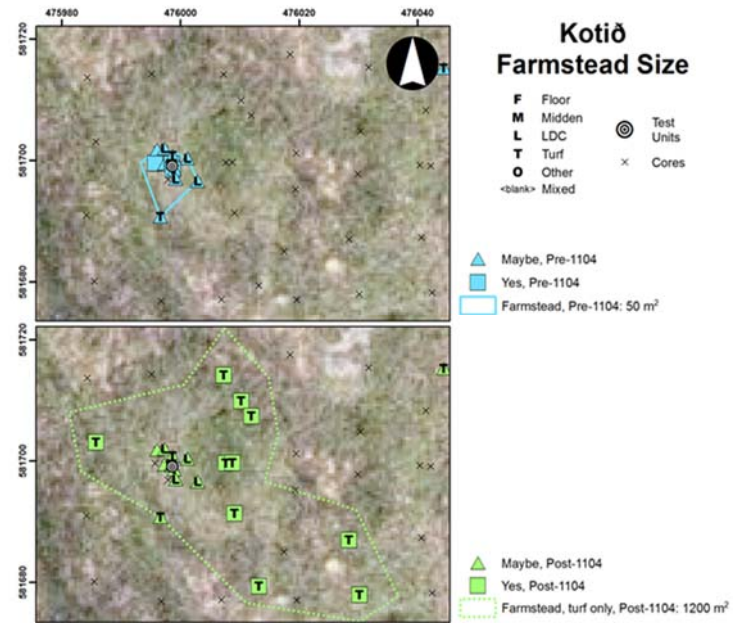 475980 476000 476020 476040
581720
581700
581680
T
L
T
L
L
L
T
Kotið
Farmstead Size
F Floor
M Midden
L LDC
T Turf
O Other
<blank> Mixed
Test
Units
Cores
Maybe, Pre-1104
Yes, Pre-1104
Farmstead, Pre-1104: 50 m²
581720
581700
581680
T
T
T
T
T
L
T
L
T T
L
L
T
T
T
T
T
Maybe, Post-1104
Yes, Post-1104
Farmstead, turf only, Post-1104: 1200 m²